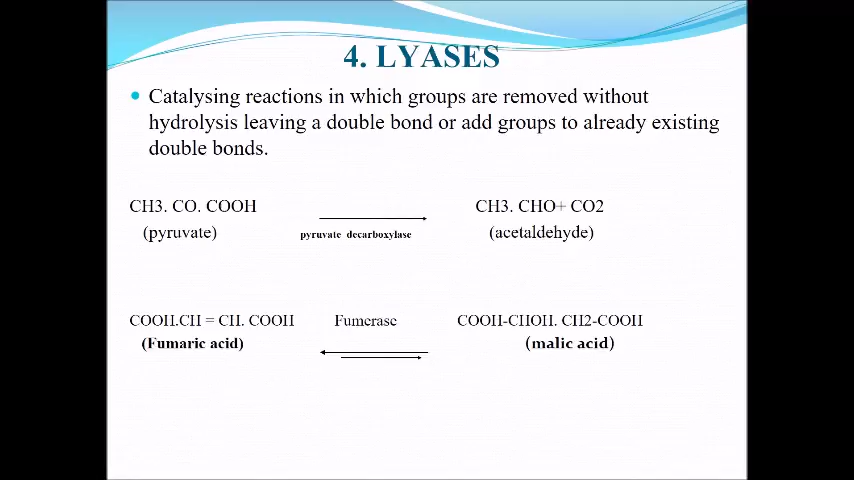 4. LYASES
Catalysing reactions in which groups are removed without
hydrolysis leaving a double bond or add groups to already existing
double bonds.
CH3. CO. COOH CH3. CHO+ CO2
(pyruvate) pyruvate decarboxylase (acetaldehyde)
COOH.CH = CH. COOH Fumerase COOH-CHOH. CH2-COOH
(Fumaric acid) (malic acid)